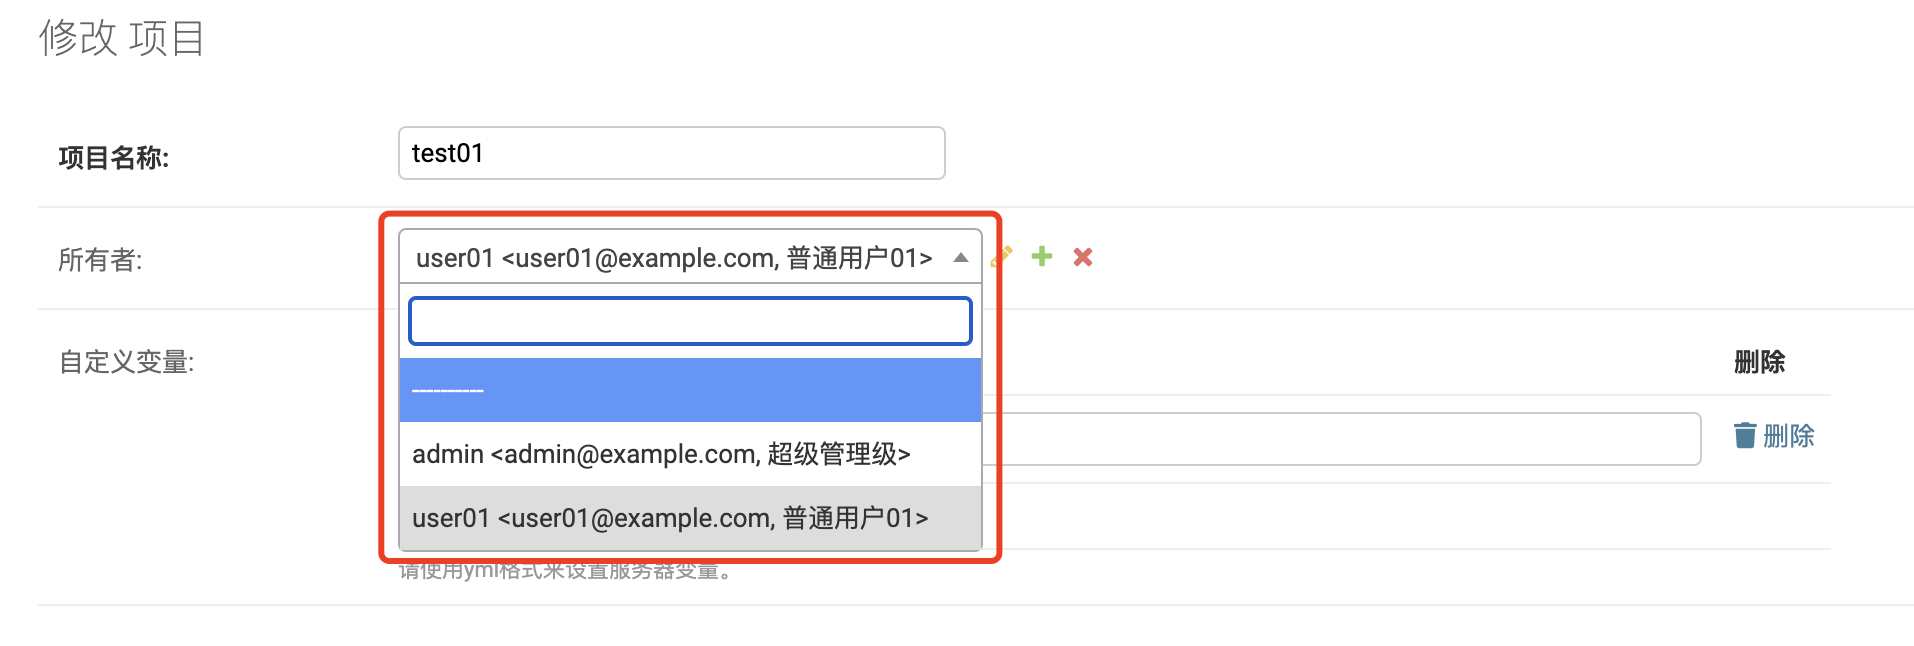 修改 项目
项目名称:
test01
所有者:
user01 <user01@example.com, 普通用户01>
----------
admin <admin@example.com, 超级管理级>
user01 <user01@example.com, 普通用户01>
自定义变量:
删除
删除
请使用yml格式来设置服务器变量。